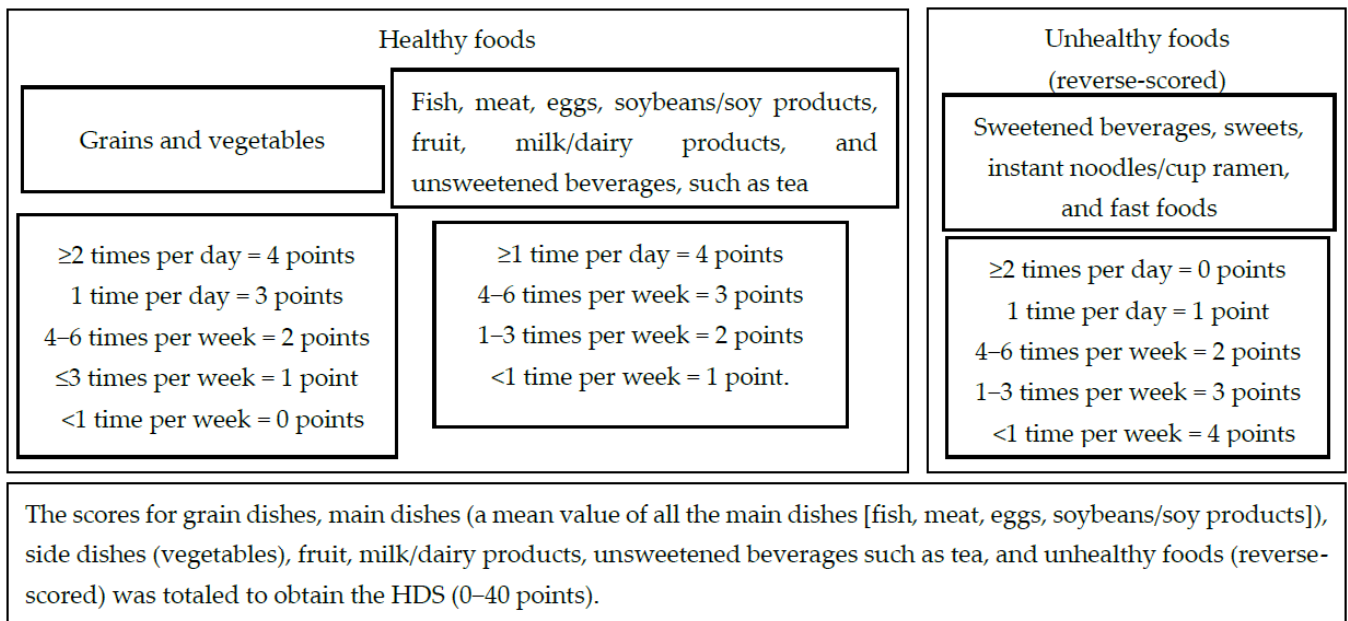 Healthy foods
Grains and vegetables
Fish, meat, eggs, soybeans/soy products,
fruit, milk/dairy products, and
unsweetened beverages, such as tea
≥2 times per day = 4 points
1 time per day = 3 points
4–6 times per week = 2 points
≤3 times per week = 1 point
<1 time per week = 0 points
≥1 time per day = 4 points
4–6 times per week = 3 points
1–3 times per week = 2 points
<1 time per week = 1 point.
Unhealthy foods
(reverse-scored)
Sweetened beverages, sweets,
instant noodles/cup ramen,
and fast foods
≥2 times per day = 0 points
1 time per day = 1 point
4–6 times per week = 2 points
1–3 times per week = 3 points
<1 time per week = 4 points
The scores for grain dishes, main dishes (a mean value of all the main dishes [fish, meat, eggs, soybeans/soy products]),
side dishes (vegetables), fruit, milk/dairy products, unsweetened beverages such as tea, and unhealthy foods (reverse-
scored) was totaled to obtain the HDS (0–40 points).